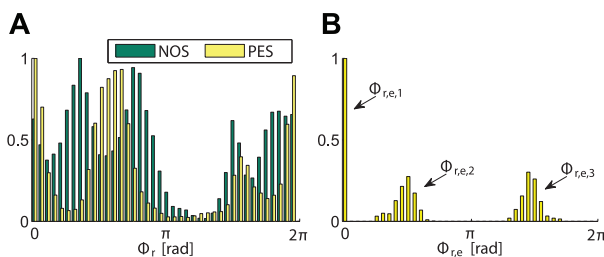 A
B
NOS PES
1
0.5
0
0 π 2π
Φr [rad]
1
0.5
0
0 π 2π
Φr,e [rad]
Φr,e,1
Φr,e,2
Φr,e,3